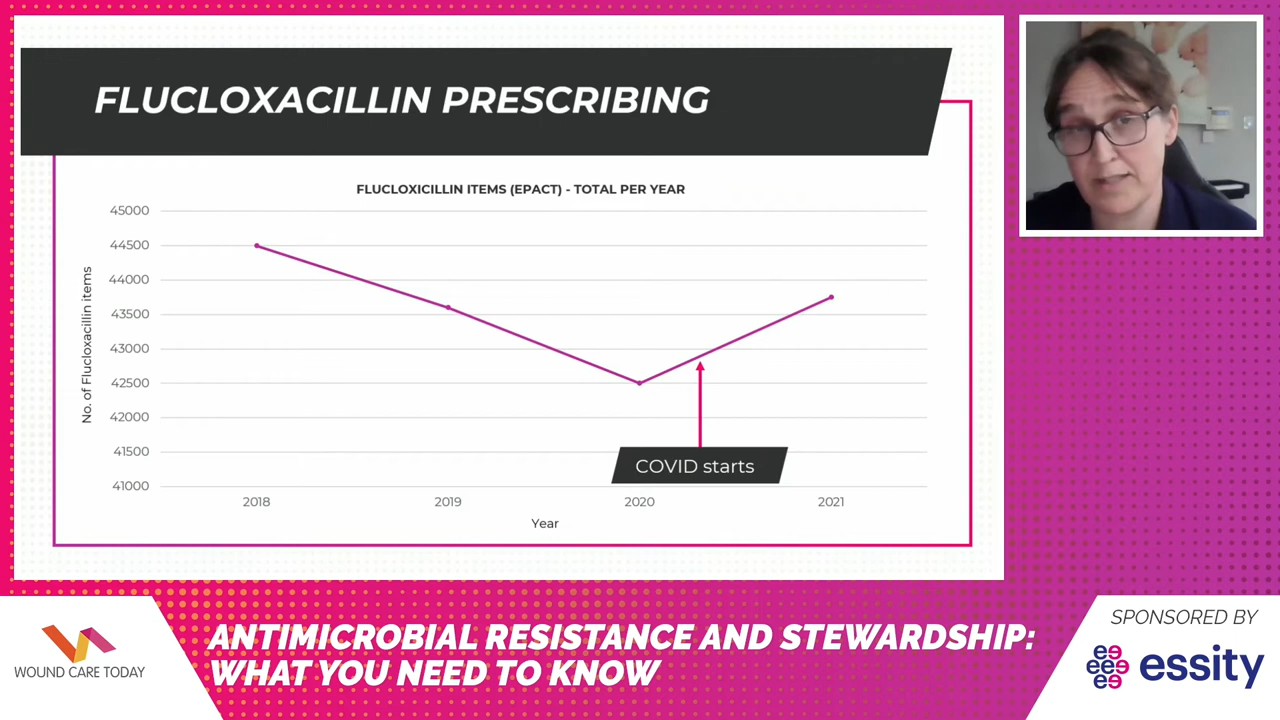 FLUCLOXACILLIN PRESCRIBING
FLUCLOXICILLIN ITEMS (EPACT) - TOTAL PER YEAR
No. of Flucloxacillin items
45000
44500
44000
43500
43000
42500
42000
41500
41000
COVID starts
2018
2019
2020
2021
Year
ANTIMICROBIAL RESISTANCE AND STEWARDSHIP:
WHAT YOU NEED TO KNOW
WOUND CARE TODAY
SPONSORED BY
essity